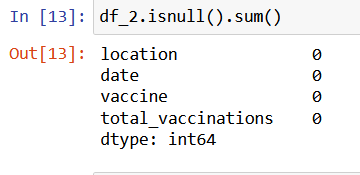 In [13]: df_2.isnull().sum()
Out[13]: location 0
date 0
vaccine 0
total_vaccinations 0
dtype: int64